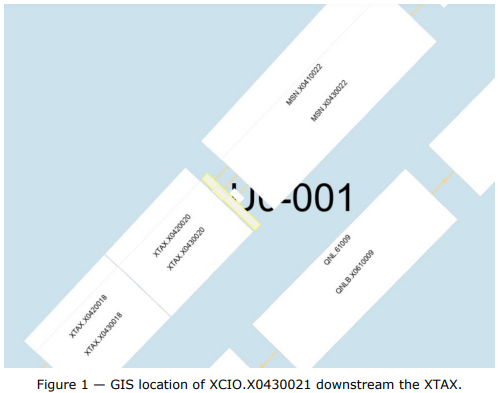 MSN.X0410022
MSN.X0430022
-001
XTAX.X0420020
XTAX.X0430020
QNL.61009
QNLB.X0610009
XTAX.X0420018
XTAX.X0430018
Figure 1 — GIS location of XCIO.X0430021 downstream the XTAX.